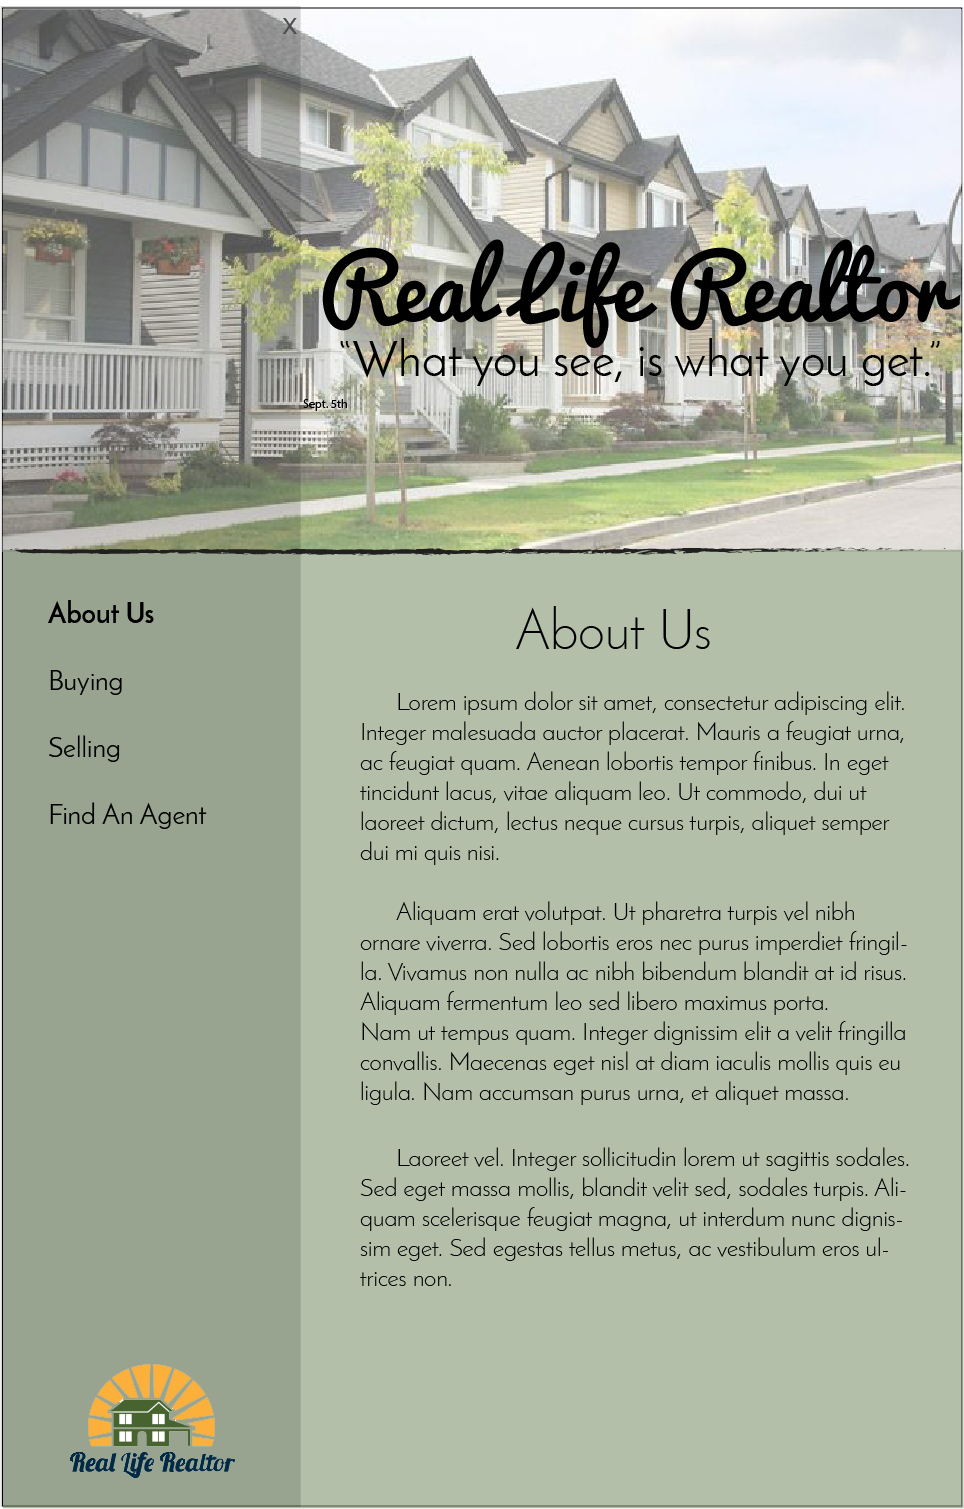 X
Real Life Realtor
“What you see, is what you get.”
Sept. 5th
About Us
Buying
Selling
Find An Agent
About Us
Lorem ipsum dolor sit amet, consectetur adipiscing elit.
Integer malesuada auctor placerat. Mauris a feugiat urna,
ac feugiat quam. Aenean lobortis tempor finibus. In eget
tincidunt lacus, vitae aliquam leo. Ut commodo, dui ut
laoreet dictum, lectus neque cursus turpis, aliquet semper
dui mi quis nisi.
Aliquam erat volutpat. Ut pharetra turpis vel nibh
ornare viverra. Sed lobortis eros nec purus imperdiet fringil-
la. Vivamus non nulla ac nibh bibendum blandit at id risus.
Aliquam fermentum leo sed libero maximus porta.
Nam ut tempus quam. Integer dignissim elit a velit fringilla
convallis. Maecenas eget nisl at diam iaculis mollis quis eu
ligula. Nam accumsan purus urna, et aliquet massa.
Laoreet vel. Integer sollicitudin lorem ut sagittis sodales.
Sed eget massa mollis, blandit velit sed, sodales turpis. Ali-
quam scelerisque feugiat magna, ut interdum nunc dignis-
sim eget. Sed egestas tellus metus, ac vestibulum eros ul-
trices non.
Real Life Realtor